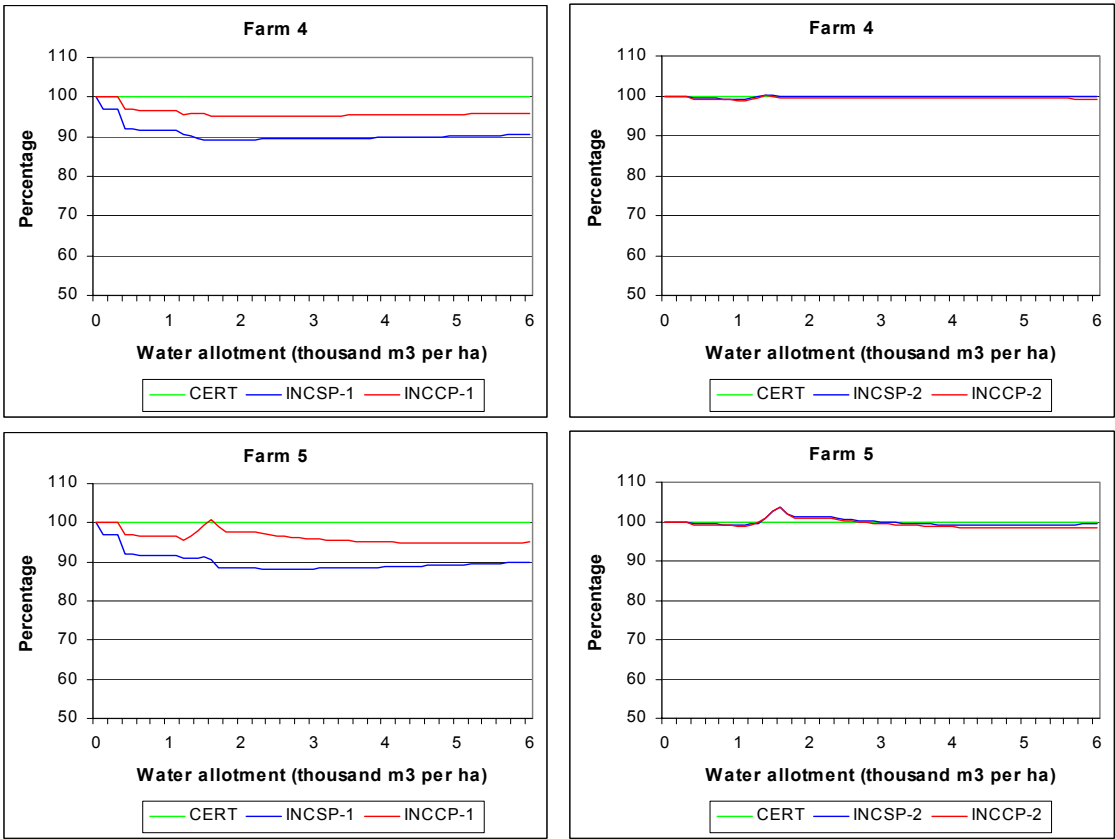 Farm 4
110
100
90
80
70
60
50
Percentage
0 1 2 3 4 5 6
Water allotment (thousand m3 per ha)
CERT INCSP-1 INCCP-1
Farm 4
110
100
90
80
70
60
50
Percentage
0 1 2 3 4 5 6
Water allotment (thousand m3 per ha)
CERT INCSP-2 INCCP-2
Farm 5
110
100
90
80
70
60
50
Percentage
0 1 2 3 4 5 6
Water allotment (thousand m3 per ha)
CERT INCSP-1 INCCP-1
Farm 5
110
100
90
80
70
60
50
Percentage
0 1 2 3 4 5 6
Water allotment (thousand m3 per ha)
CERT INCSP-2 INCCP-2